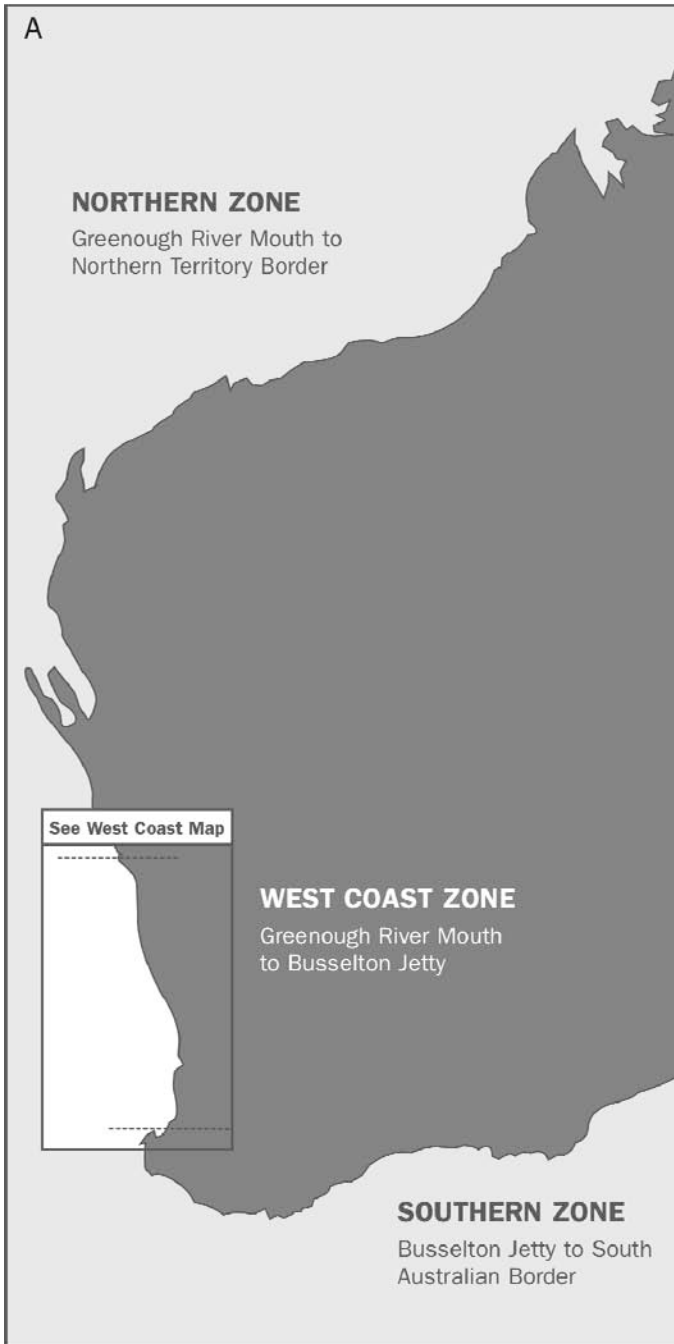 A
NORTHERN ZONE
Greenough River Mouth to
Northern Territory Border
See West Coast Map
WEST COAST ZONE
Greenough River Mouth
to Busselton Jetty
SOUTHERN ZONE
Busselton Jetty to South
Australian Border